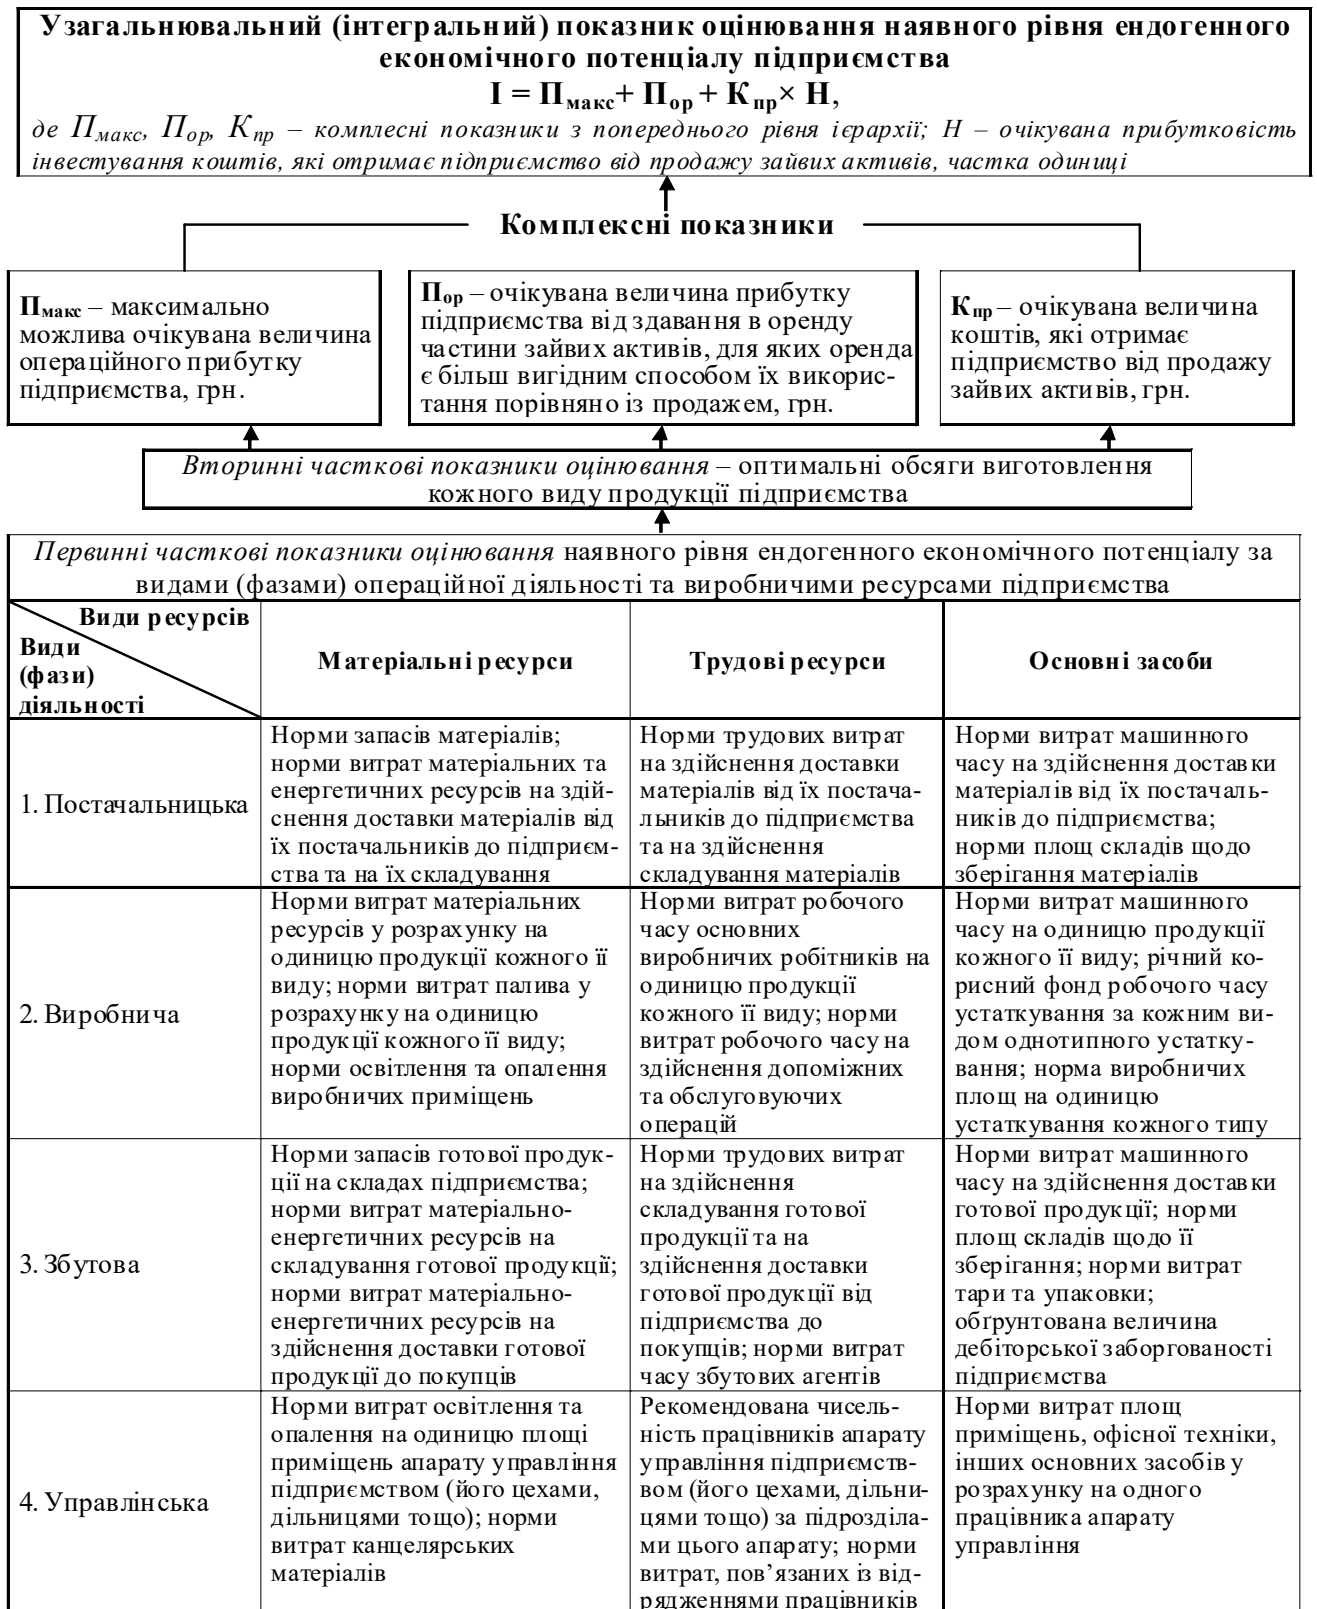 Узагальнювальний (інтегральний) показник оцінювання наявного рівня ендогенного
економічного потенціалу підприємства
І = Пмакс+ Пор + Кпр× Н,
де Пмакс, Пор, Кпр – комплесні показники з попереднього рівня ієрархії; Н – очікувана прибутковість
інвестування коштів, які отримає підприємство від продажу зайвих активів, частка одиниці
Комплексні показники
Пмакс – максимально
можлива очікувана величина
операційного прибутку
підприємства, грн.
Пор – очікувана величина прибутку
підприємства від здавання в оренду
частини зайвих активів, для яких оренда
є більш вигідним способом їх викорис-
тання порівняно із продажем, грн.
Кпр – очікувана величина
коштів, які отримає
підприємство від продажу
зайвих активів, грн.
Вторинні часткові показники оцінювання – оптимальні обсяги виготовлення
кожного виду продукції підприємства
Первинні часткові показники оцінювання наявного рівня ендогенного економічного потенціалу за
видами (фазами) операційної діяльності та виробничими ресурсами підприємства
Види ресурсів
Види
(фази)
діяльності
Матеріальні ресурси
Трудові ресурси
Основні засоби
1. Постачальницька
Норми запасів матеріалів;
норми витрат матеріальних та
енергетичних ресурсів на здій-
снення доставки матеріалів від
їх постачальників до підприєм-
ства та на їх складування
Норми трудових витрат
на здійснення доставки
матеріалів від їх постача-
льників до підприємства
та на здійснення
складування матеріалів
Норми витрат машинного
часу на здійснення доставки
матеріалів від їх постачаль-
ників до підприємства;
норми площ складів щодо
зберігання матеріалів
2. Виробнича
Норми витрат матеріальних
ресурсів у розрахунку на
одиницю продукції кожного її
виду; норми витрат палива у
розрахунку на одиницю
продукції кожного її виду;
норми освітлення та опалення
виробничих приміщень
Норми витрат робочого
часу основних
виробничих робітників на
одиницю продукції
кожного її виду; норми
витрат робочого часу на
здійснення допоміжних
та обслуговуючих
операцій
Норми витрат машинного
часу на одиницю продукції
кожного її виду; річний ко-
рисний фонд робочого часу
устаткування за кожним ви-
дом однотипного устатку-
вання; норма виробничих
площ на одиницю
устаткування кожного типу
3. Збутова
Норми запасів готової продук-
ції на складах підприємства;
норми витрат матеріально-
енергетичних ресурсів на
складування готової продукції;
норми витрат матеріально-
енергетичних ресурсів на
здійснення доставки готової
продукції до покупців
Норми трудових витрат
на здійснення
складування готової
продукції та на
здійснення доставки
готової продукції від
підприємства до
покупців; норми витрат
часу збутових агентів
Норми витрат машинного
часу на здійснення доставки
готової продукції; норми
площ складів щодо її
зберігання; норми витрат
тари та упаковки;
обґрунтована величина
дебіторської заборгованості
підприємства
4. Управлінська
Норми витрат освітлення та
опалення на одиницю площі
приміщень апарату управління
підприємством (його цехами,
дільницями тощо); норми
витрат канцелярських
матеріалів
Рекомендована чисель-
ність працівників апарату
управління підприємст-
вом (його цехами, дільни-
цями тощо) за підрозділа-
ми цього апарату; норми
витрат, пов’язаних із від-
рядженнями працівників
Норми витрат площ
приміщень, офісної техніки,
інших основних засобів у
розрахунку на одного
працівника апарату
управління